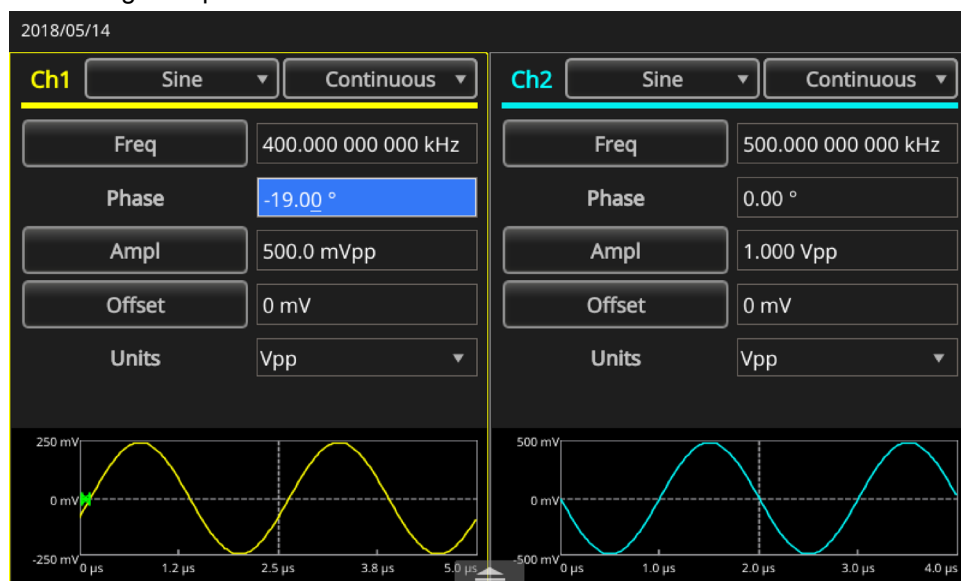 2018/05/14
Ch1 Sine Continuous
Freq 400.000 000 000 kHz
Phase -19.00 °
Ampl 500.0 mVpp
Offset 0 mV
Units Vpp
250 mV
0 mV
-250 mV
0 µs 1.2 µs 2.5 µs 3.8 µs 5.0 µs
Ch2 Sine Continuous
Freq 500.000 000 000 kHz
Phase 0.00 °
Ampl 1.000 Vpp
Offset 0 mV
Units Vpp
500 mV
0 mV
-500 mV
0 µs 1.0 µs 2.0 µs 3.0 µs 4.0 µs